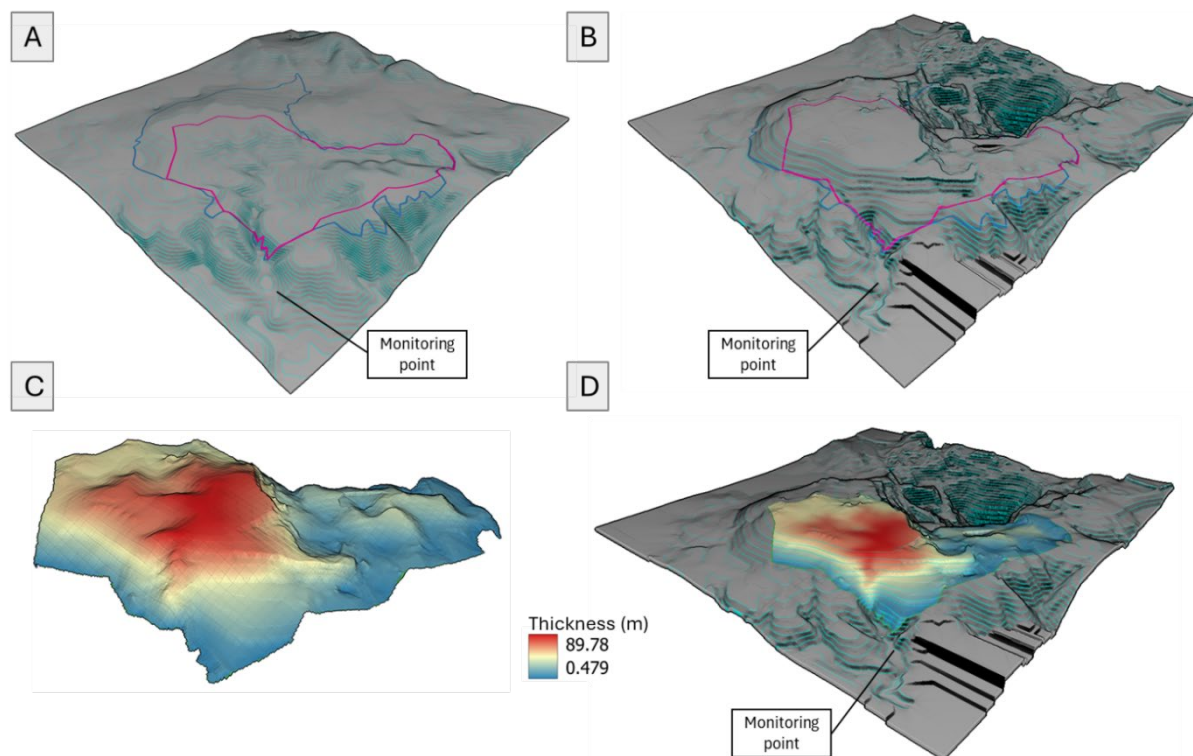 A
B
Monitoring
point
Monitoring
point
C
D
Thickness (m)
89.78
0.479
Monitoring
point